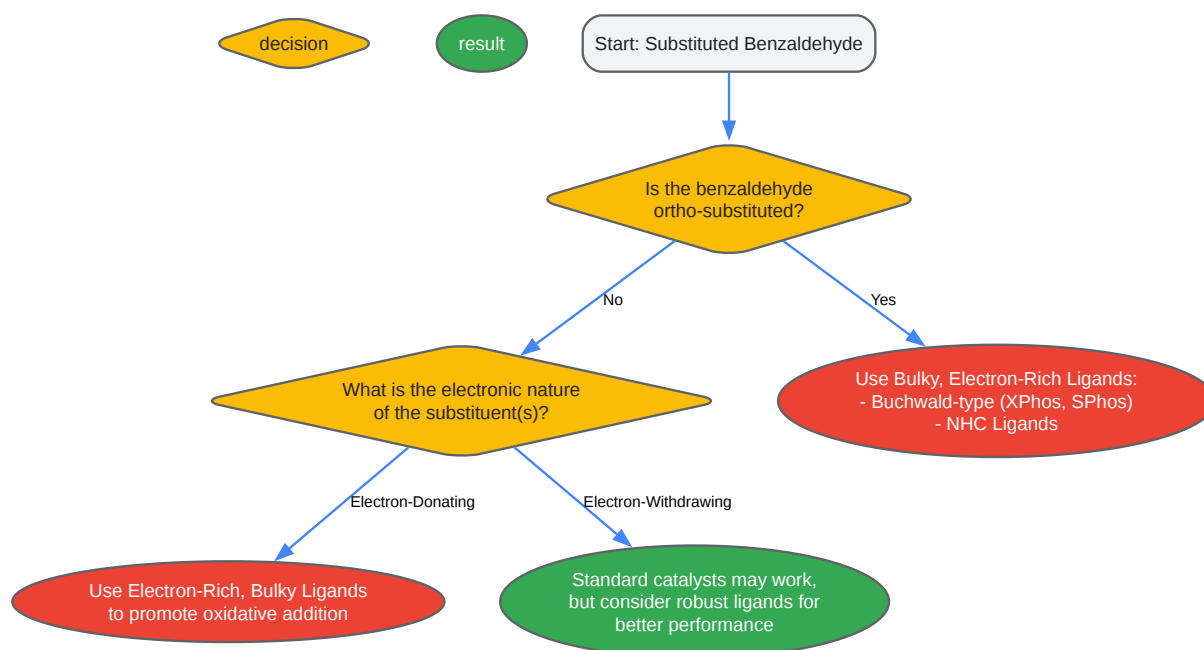 decision
result
Start: Substituted Benzaldehyde
Is the benzaldehyde
ortho-substituted?
No
Yes
What is the electronic nature
of the substituent(s)?
Use Bulky, Electron-Rich Ligands:
- Buchwald-type (XPhos, SPhos)
- NHC Ligands
Electron-Donating
Electron-Withdrawing
Use Electron-Rich, Bulky Ligands
to promote oxidative addition
Standard catalysts may work,
but consider robust ligands for
better performance